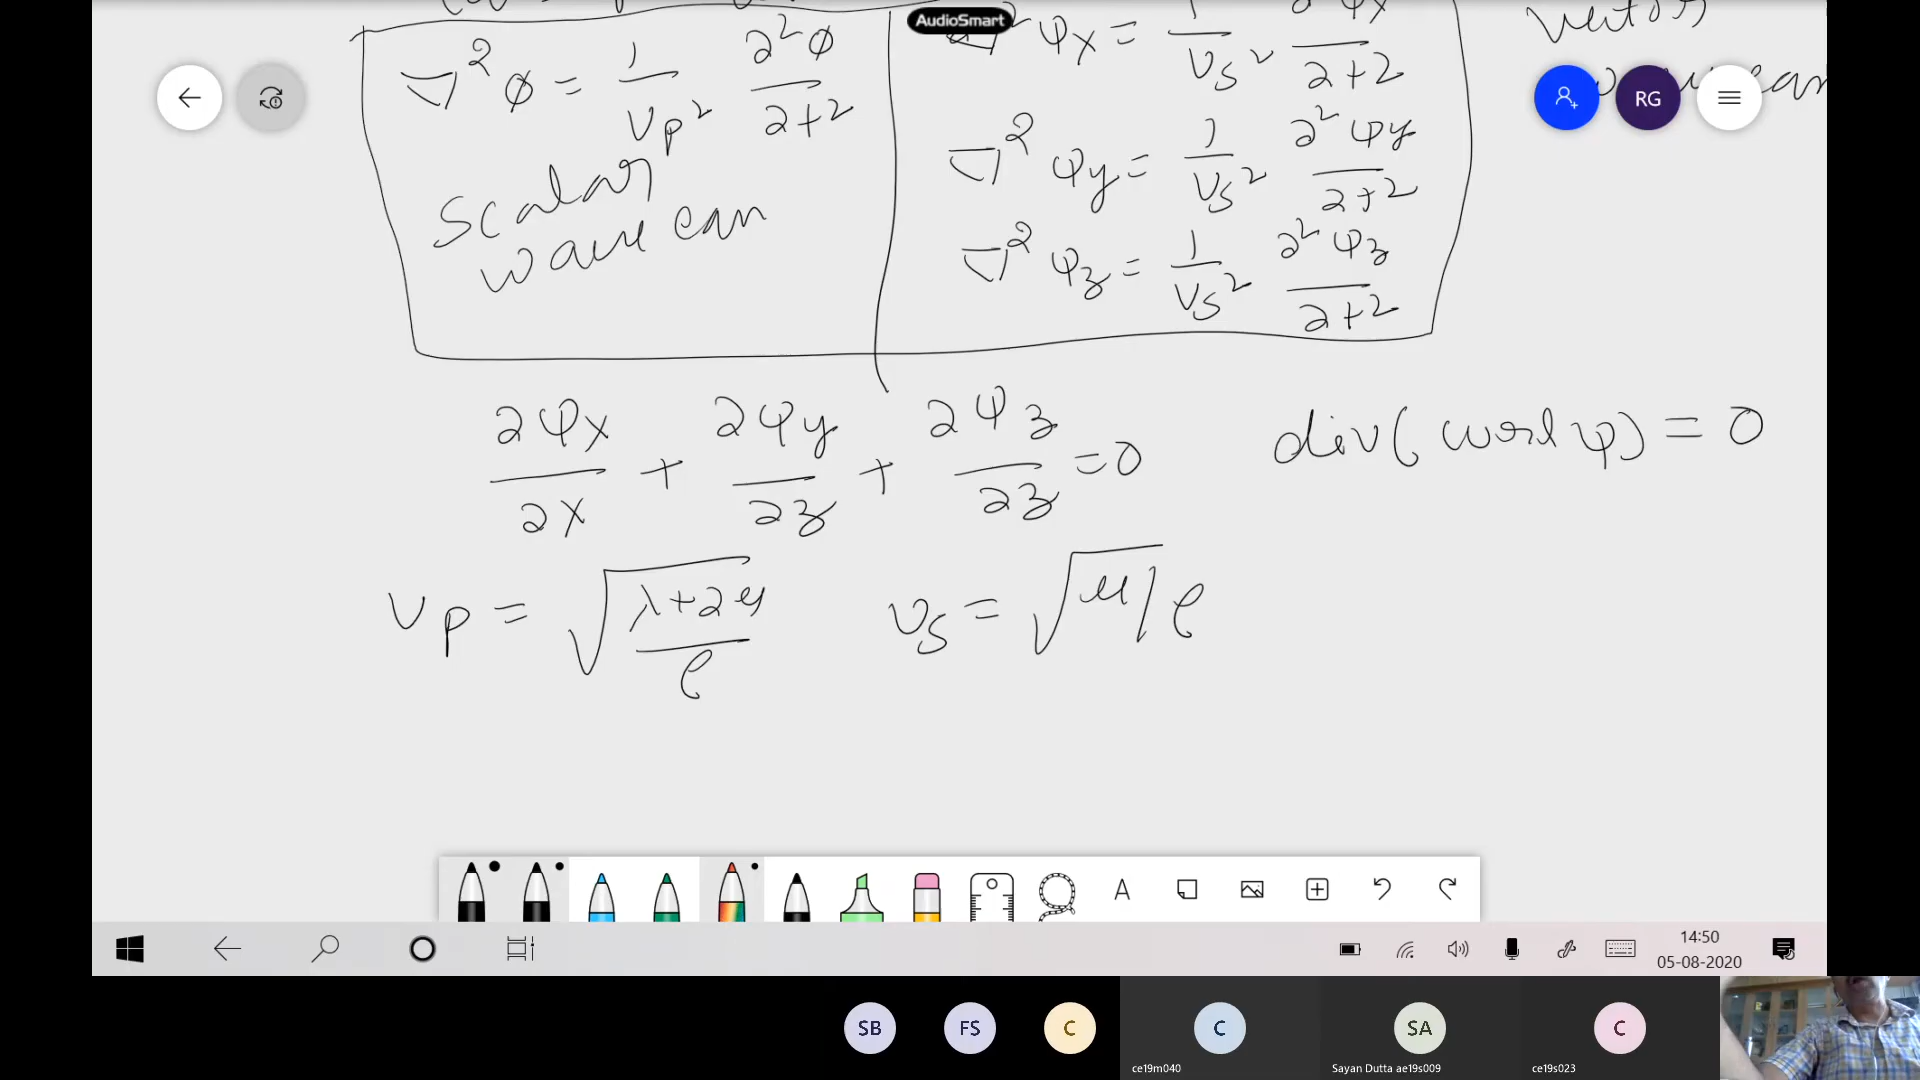 AudioSmart
∇²φ = 1/Vp² ∂²φ/∂t²
scalar
wave eqn
ψx = 1/Vs² ∂²ψx/∂t²
∇²ψy = 1/Vs² ∂²ψy/∂t²
∇²ψz = 1/Vs² ∂²ψz/∂t²
vector
RG
∂ψx/∂x + ∂ψy/∂z + ∂ψz/∂z = 0
div(curl ψ) = 0
Vp = √((λ+2μ)/ρ)
Vs = √(μ/ρ)
A
14:50
05-08-2020
SB
FS
C
C
SA
C
ce19m040
Sayan Dutta ae19s009
ce19s023